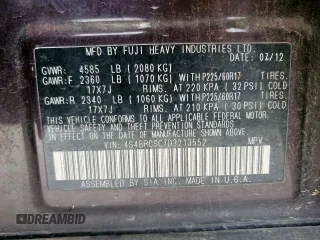 MFD BY FUJI HEAVY INDUSTRIES LTD. DATE 07/12
GVWR: 4585 LB (2080 KG)
GAWR:F 2360 LB (1070 KG) WITH P225/60R17
17X7J RIMS, AT 220 KPA (32 PSI) COLD
GAWR:R 2340 LB (1060 KG) WITH P225/60R17
17X7J RIMS, AT 210 KPA (30 PSI) COLD
THIS VEHICLE CONFORMS TO ALL APPLICABLE
FEDERAL MOTOR VEHICLE SAFETY, BUMPER, AND
THEFT PREVENTION STANDARDS IN EFFECT ON
THE DATE OF MANUFACTURE SHOWN ABOVE.
VIN: 4S4BRCSC7D3213552 MPV
ASSEMBLED BY SIA INC. MADE IN U.S.A.
DREAMBID